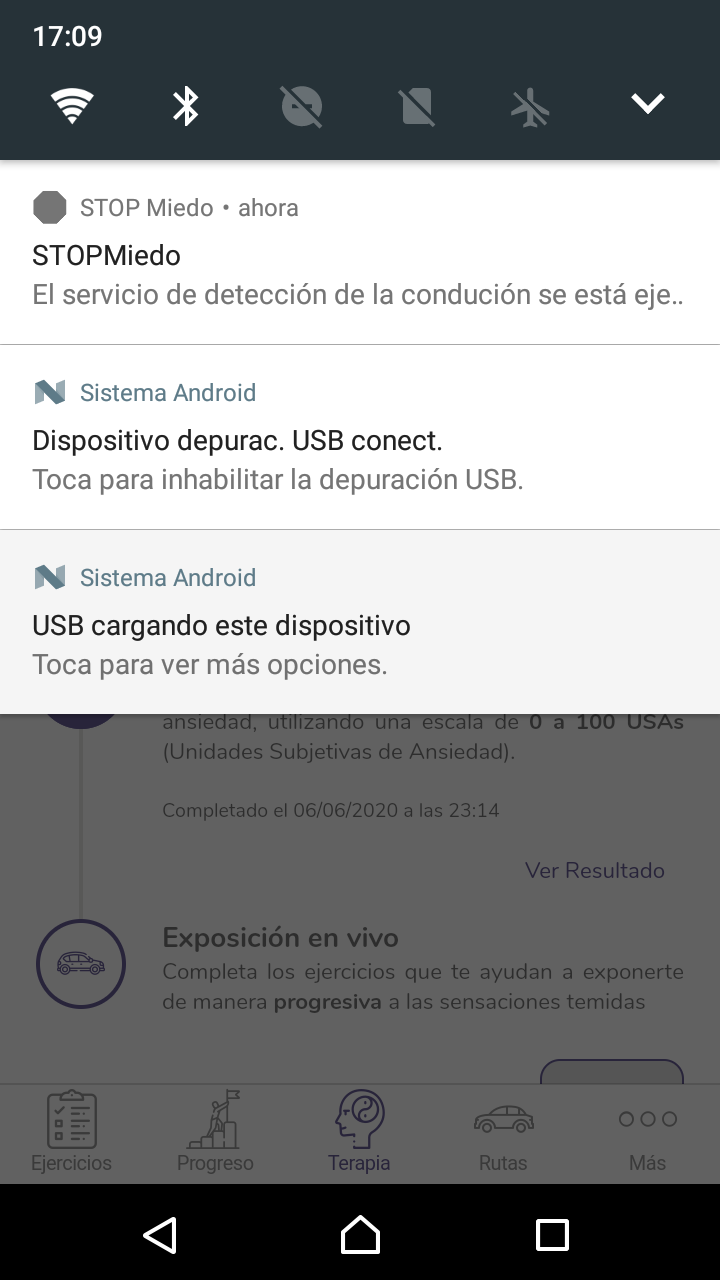 17:09
STOP Miedo • ahora
STOPMiedo
El servicio de detección de la condución se está eje..
Sistema Android
Dispositivo depurac. USB conect.
Toca para inhabilitar la depuración USB.
Sistema Android
USB cargando este dispositivo
Toca para ver más opciones.
ansiedad, utilizando una escala de 0 a 100 USAs
(Unidades Subjetivas de Ansiedad).
Completado el 06/06/2020 a las 23:14
Ver Resultado
Exposición en vivo
Completa los ejercicios que te ayudan a exponerte
de manera progresiva a las sensaciones temidas
Ejercicios Progreso Terapia Rutas Más